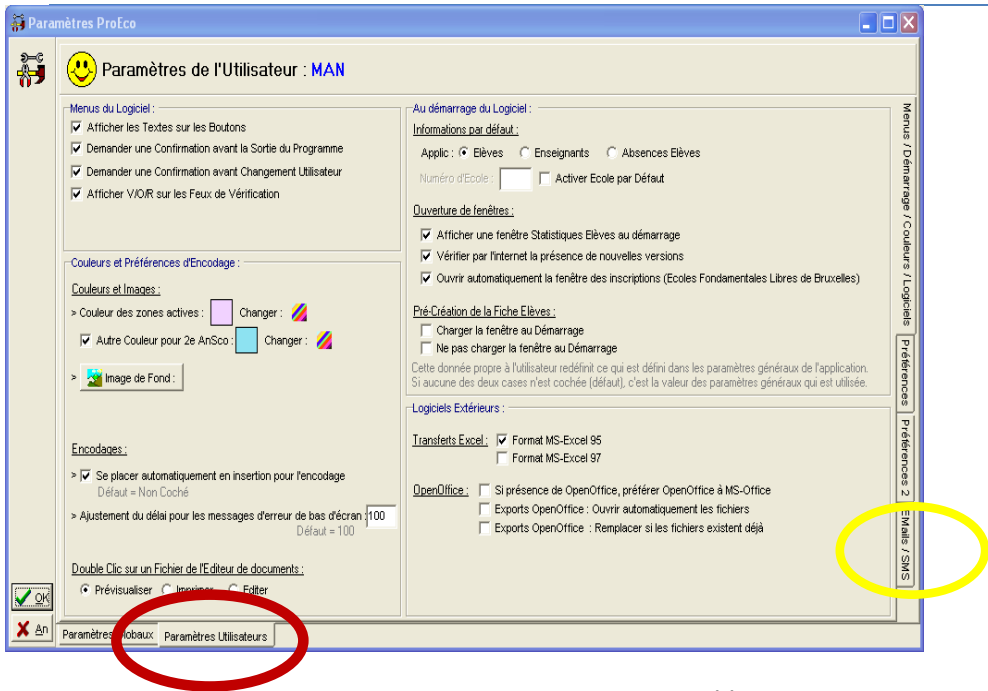 Paramètres ProEco
Paramètres de l'Utilisateur : MAN
Menus du Logiciel :
Afficher les Textes sur les Boutons
Demander une Confirmation avant la Sortie du Programme
Demander une Confirmation avant Changement Utilisateur
Afficher V/O/R sur les Feux de Vérification
Couleurs et Préférences d'Encodage :
Couleurs et Images :
> Couleur des zones actives : Changer :
Autre Couleur pour 2e AnSco : Changer :
> Image de Fond :
Encodages :
> Se placer automatiquement en insertion pour l'encodage
Défaut = Non Coché
> Ajustement du délai pour les messages d'erreur de bas d'écran : 100
Défaut = 100
Double Clic sur un Fichier de l'Editeur de documents :
Prévisualiser Imprimer Editer
Au démarrage du Logiciel :
Informations par défaut :
Applic : Elèves Enseignants Absences Elèves
Numéro d'Ecole : Activer Ecole par Défaut
Ouverture de fenêtres :
Afficher une fenêtre Statistiques Elèves au démarrage
Vérifier par l'internet la présence de nouvelles versions
Ouvrir automatiquement la fenêtre des inscriptions (Ecoles Fondamentales Libres de Bruxelles)
Pré-Création de la Fiche Elèves :
Charger la fenêtre au Démarrage
Ne pas charger la fenêtre au Démarrage
Cette donnée propre à l'utilisateur redéfinit ce qui est défini dans les paramètres généraux de l'application.
Si aucune des deux cases n'est cochée (défaut), c'est la valeur des paramètres généraux qui est utilisée.
Logiciels Extérieurs :
Transferts Excel : Format MS-Excel 95
Format MS-Excel 97
OpenOffice : Si présence de OpenOffice, préférer OpenOffice à MS-Office
Exports OpenOffice : Ouvrir automatiquement les fichiers
Exports OpenOffice : Remplacer si les fichiers existent déjà
Menus / Démarrage / Couleurs / Logiciels
Préférences
Préférences 2
EMails / SMS
OK
An
Paramètres Globaux
Paramètres Utilisateurs